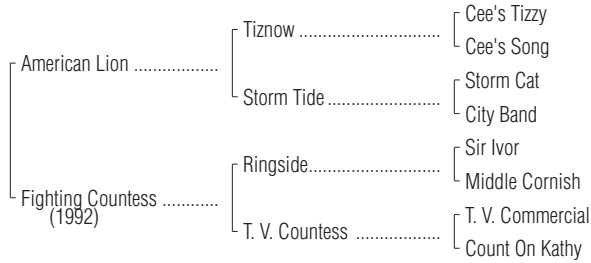 Cee's Tizzy
Tiznow ..............................
Cee's Song
American Lion ..................
Storm Cat
Storm Tide ........................
City Band
Sir Ivor
Ringside............................
Middle Cornish
Fighting Countess ............
(1992)
T. V. Commercial
T. V. Countess ..................
Count On Kathy